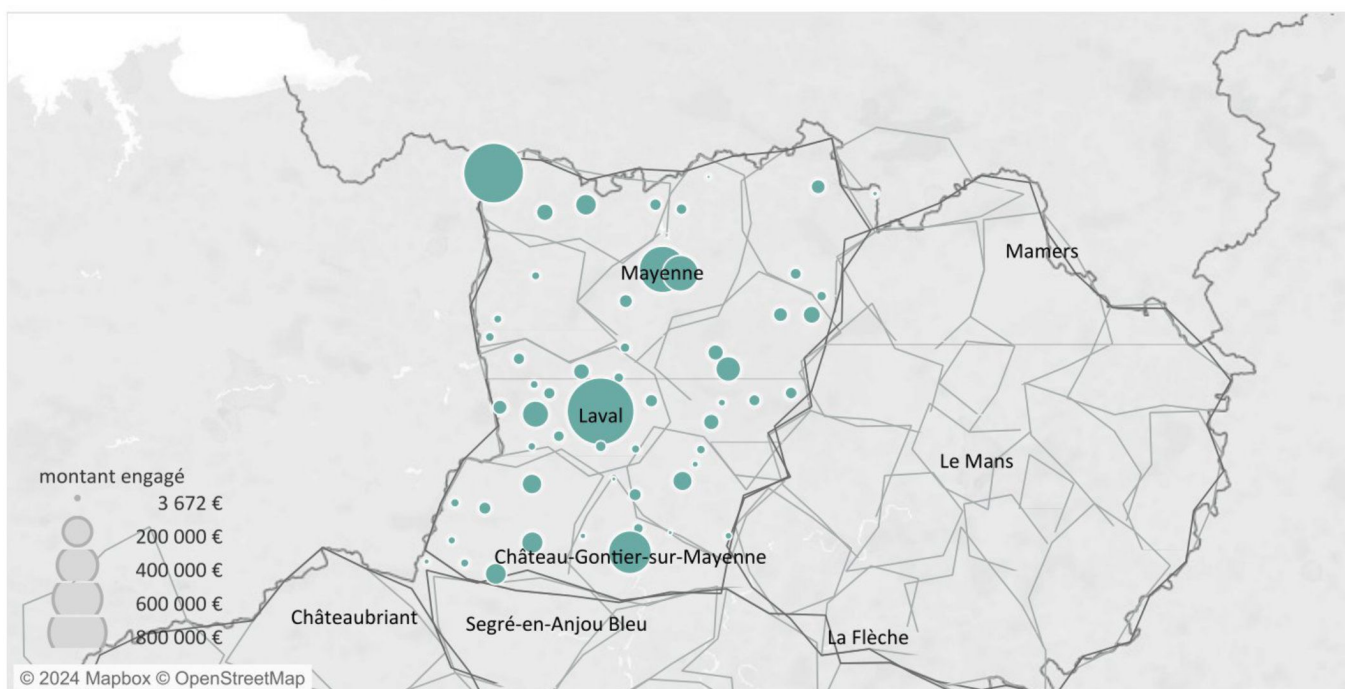 Mamers
Mayenne
Laval
Le Mans
montant engagé
3 672 €
200 000 €
400 000 €
600 000 €
800 000 €
Château-Gontier-sur-Mayenne
Châteaubriant
Segré-en-Anjou Bleu
La Flèche
© 2024 Mapbox © OpenStreetMap